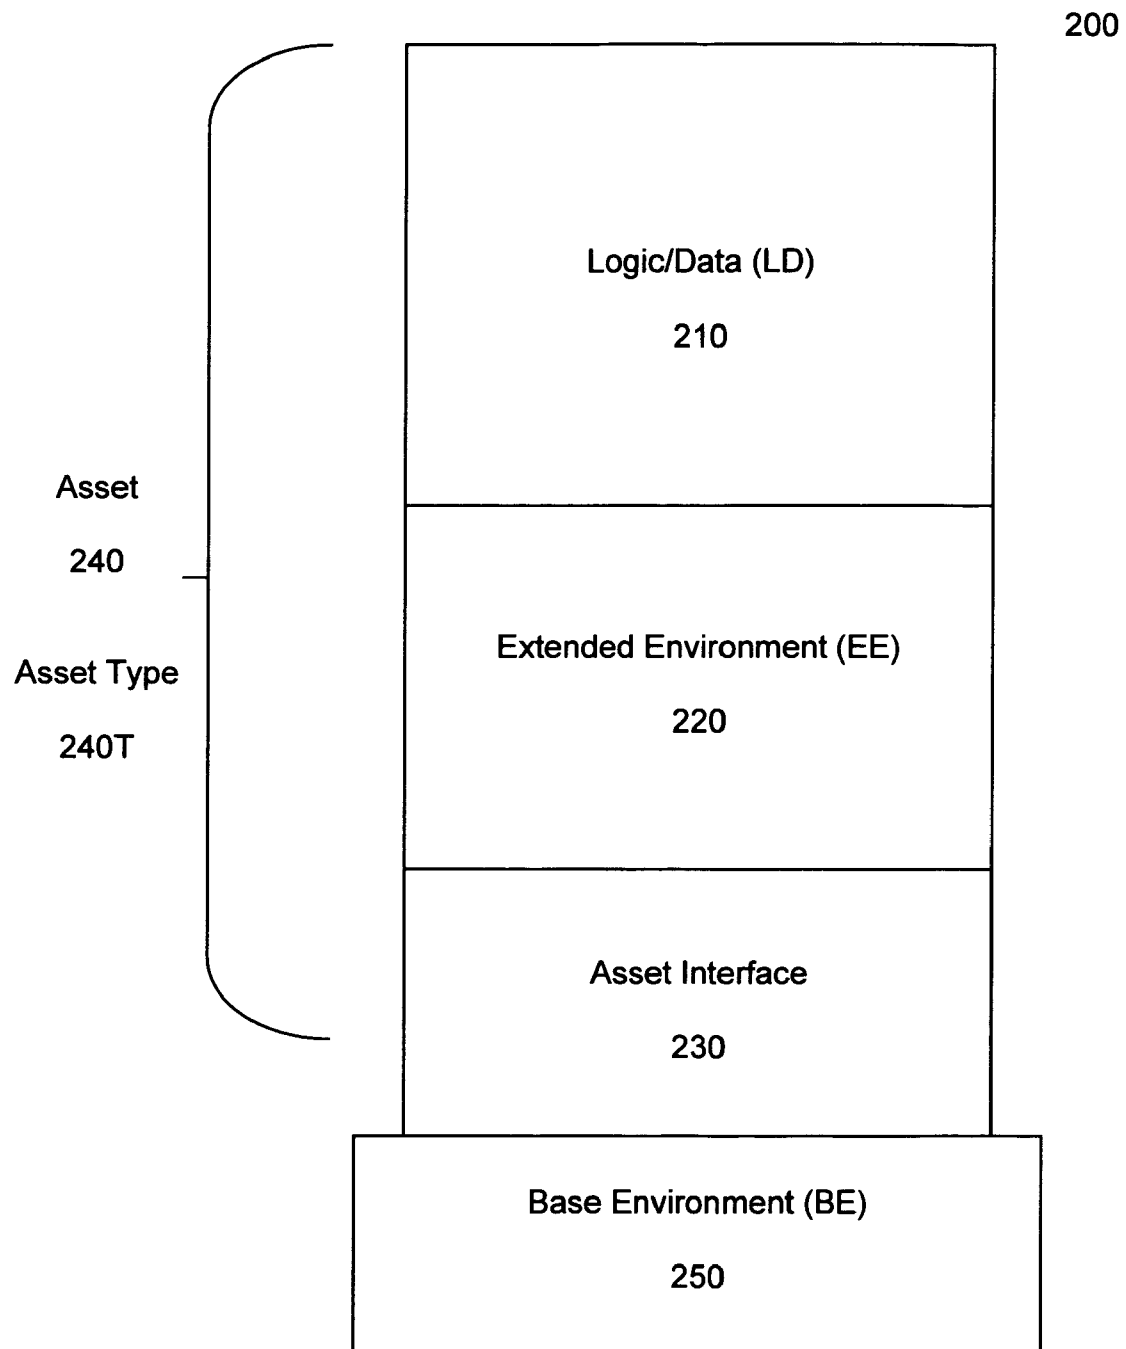 200
Logic/Data (LD)
210
Asset
240
Extended Environment (EE)
Asset Type
220
240T
Asset Interface
230
Base Environment (BE)
250